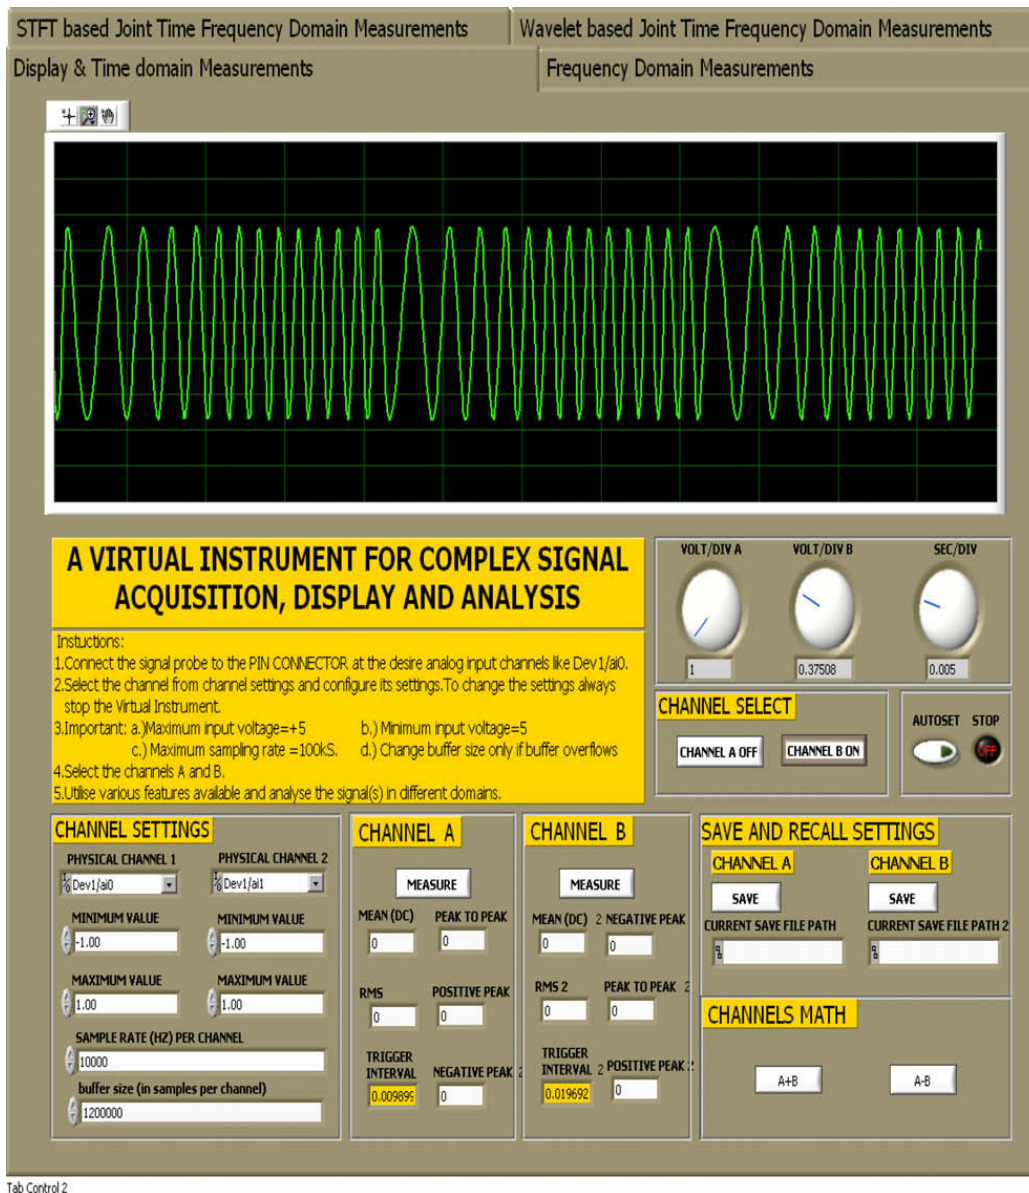 STFT based Joint Time Frequency Domain Measurements
Wavelet based Joint Time Frequency Domain Measurements
Display & Time domain Measurements
Frequency Domain Measurements
A VIRTUAL INSTRUMENT FOR COMPLEX SIGNAL
ACQUISITION, DISPLAY AND ANALYSIS
Instuctions:
1.Connect the signal probe to the PIN CONNECTOR at the desire analog input channels like Dev1/ai0.
2.Select the channel from channel settings and configure its settings.To change the settings always
stop the Virtual Instrument.
3.Important: a.)Maximum input voltage=+5 b.) Minimum input voltage=5
c.) Maximum sampling rate =100kS. d.) Change buffer size only if buffer overflows
4.Select the channels A and B.
5.Utilise various features available and analyse the signal(s) in different domains.
VOLT/DIV A
VOLT/DIV B
SEC/DIV
1
0.37508
0.005
CHANNEL SELECT
CHANNEL A OFF
CHANNEL B ON
AUTOSET
STOP
OFF
CHANNEL SETTINGS
PHYSICAL CHANNEL 1
PHYSICAL CHANNEL 2
Dev1/ai0
Dev1/ai1
MINIMUM VALUE
MINIMUM VALUE
-1.00
-1.00
MAXIMUM VALUE
MAXIMUM VALUE
1.00
1.00
SAMPLE RATE (HZ) PER CHANNEL
10000
buffer size (in samples per channel)
1200000
CHANNEL A
MEASURE
MEAN (DC)
PEAK TO PEAK
0
0
RMS
POSITIVE PEAK
0
0
TRIGGER
INTERVAL
NEGATIVE PEAK 2
0.009899
0
CHANNEL B
MEASURE
MEAN (DC) 2
NEGATIVE PEAK
0
0
RMS 2
PEAK TO PEAK 2
0
0
TRIGGER
INTERVAL 2
POSITIVE PEAK 2
0.019692
0
SAVE AND RECALL SETTINGS
CHANNEL A
CHANNEL B
SAVE
SAVE
CURRENT SAVE FILE PATH
CURRENT SAVE FILE PATH 2
CHANNELS MATH
A+B
A-B
Tab Control 2